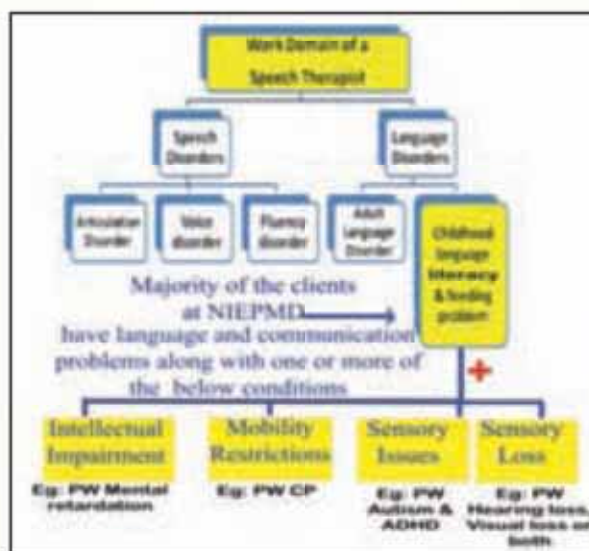 Work Domain of a
Speech Therapist
Speech
Disorders
Language
Disorders
Articulation
Disorder
Voice
disorder
Fluency
disorder
Adult
Language
Disorder
Childhood
language
literacy
& feeding
problem
Majority of the clients
at NIEPMD
have language and communication
problems along with one or more of
the below conditions
+
Intellectual
Impairment
Mobility
Restrictions
Sensory
Issues
Sensory
Loss
Eg: PW Mental
retardation
Eg: PW CP
Eg: PW
Autism &
ADHD
Eg: PW
Hearing loss,
Visual loss or
both